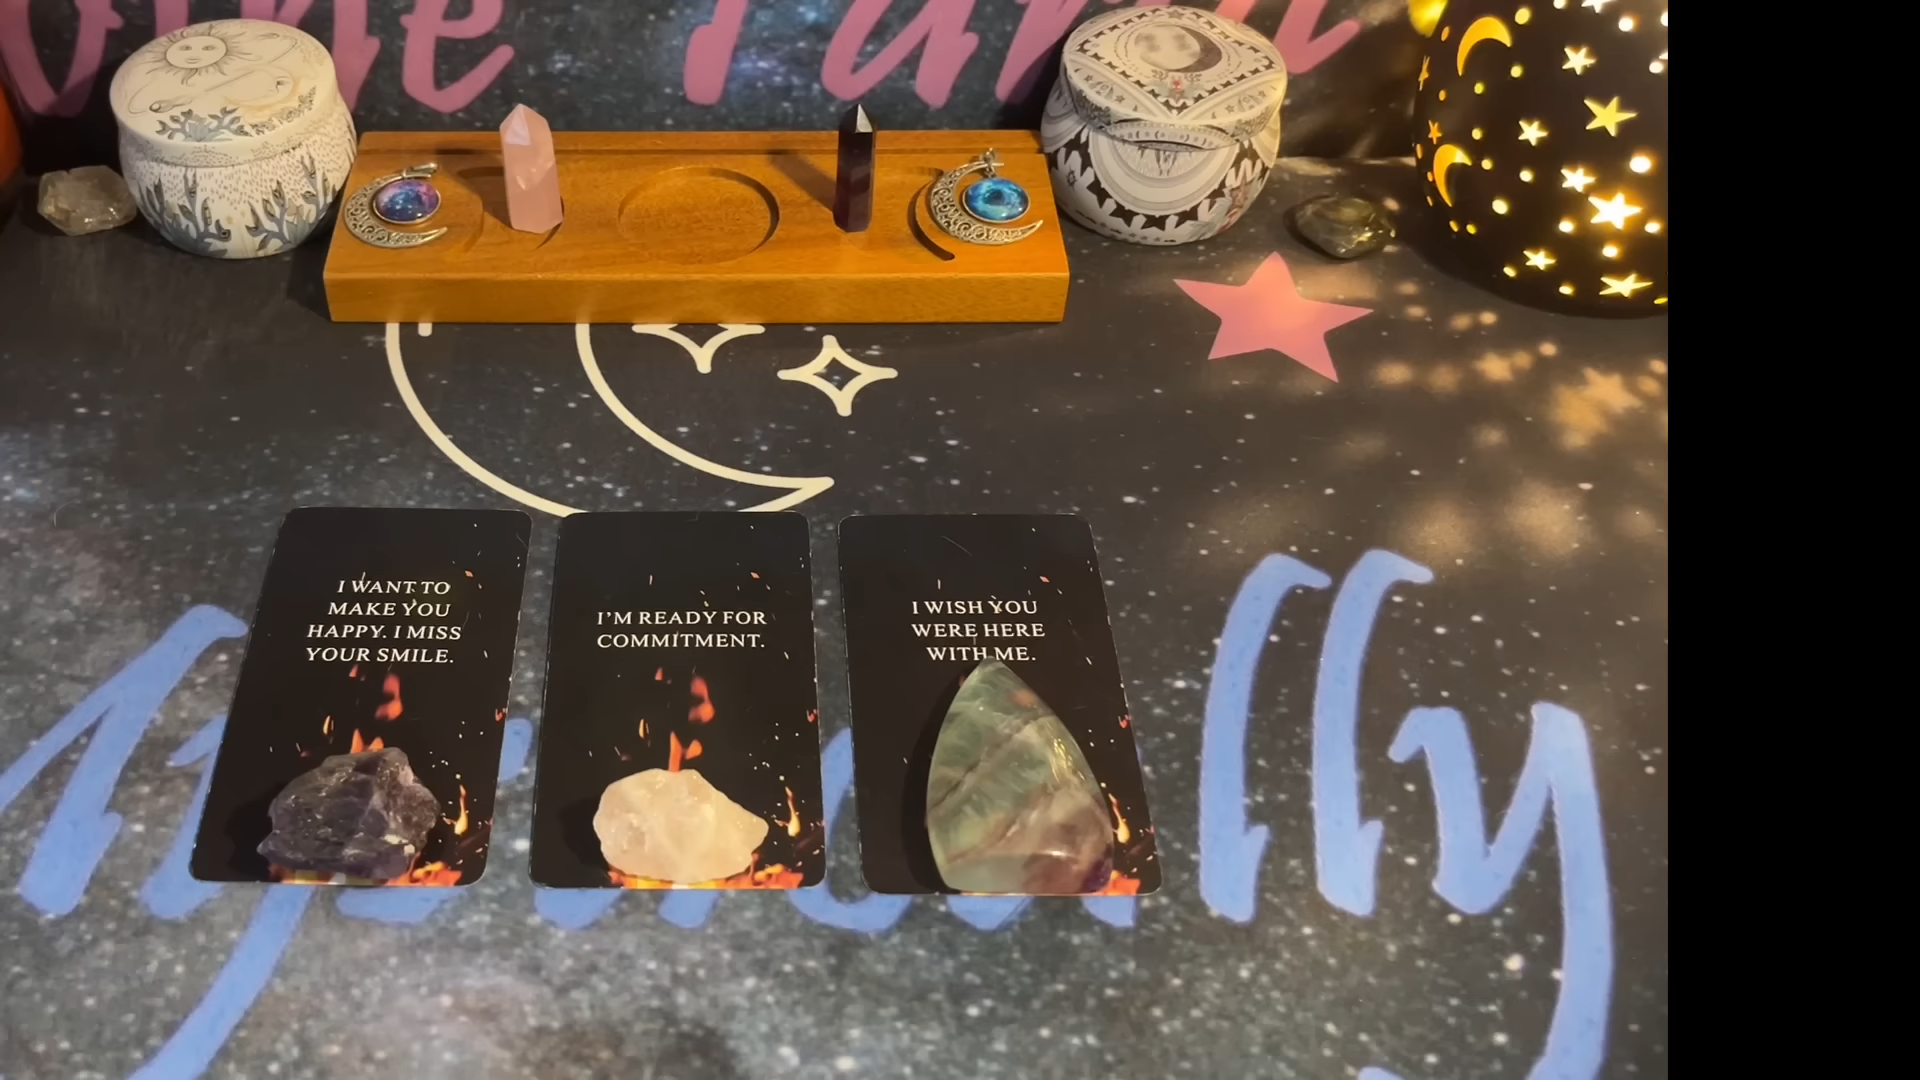 I WANT TO
MAKE YOU
HAPPY. I MISS
YOUR SMILE.
I'M READY FOR
COMMITMENT.
I WISH YOU
WERE HERE
WITH ME.